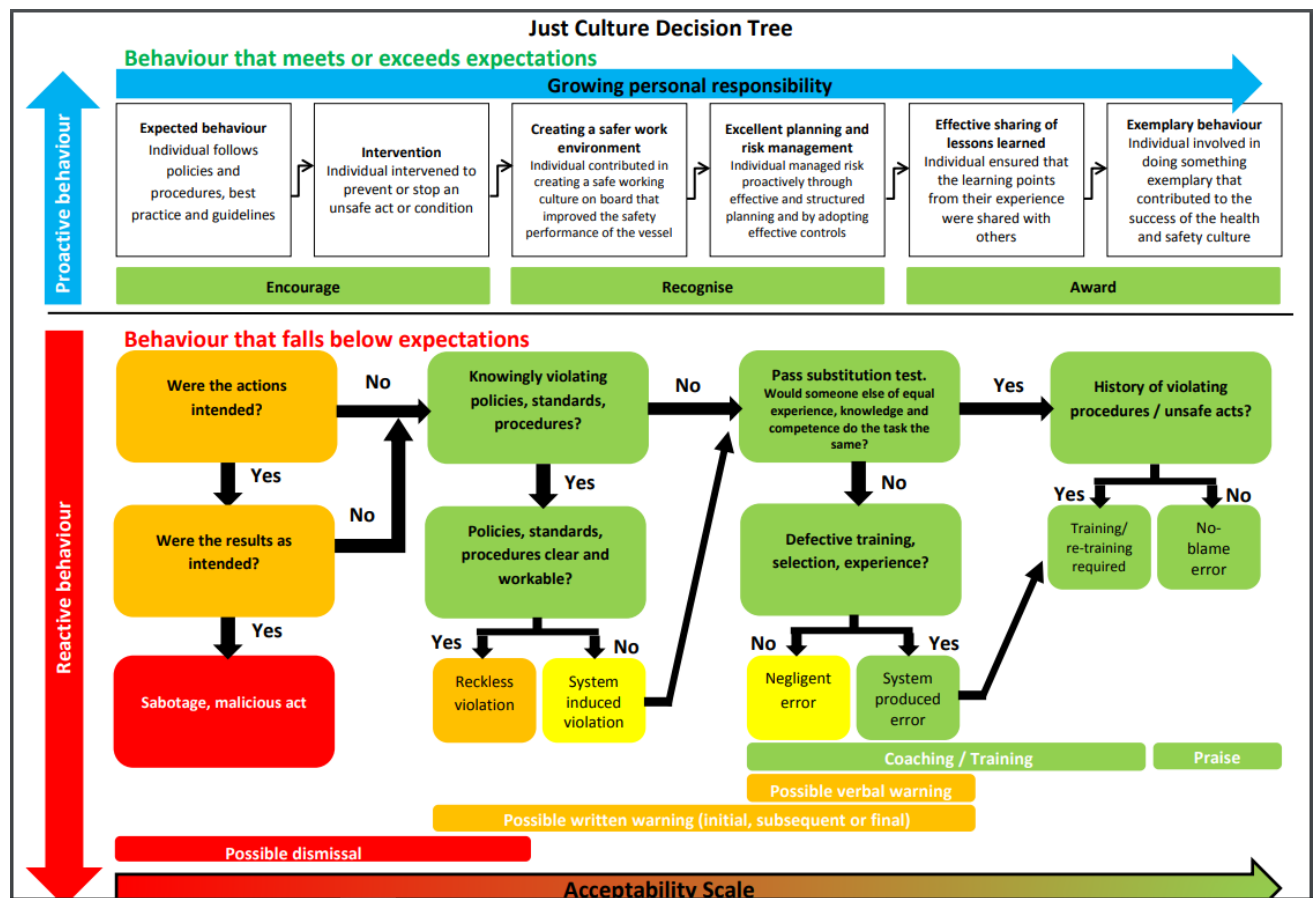 Just Culture Decision Tree
Behaviour that meets or exceeds expectations
Growing personal responsibility
Proactive behaviour
Expected behaviour
Individual follows
policies and
procedures, best
practice and guidelines
Intervention
Individual intervened to
prevent or stop an
unsafe act or condition
Creating a safer work
environment
Individual contributed in
creating a safe working
culture on board that
improved the safety
performance of the vessel
Excellent planning and
risk management
Individual managed risk
proactively through
effective and structured
planning and by adopting
effective controls
Effective sharing of
lessons learned
Individual ensured that
the learning points
from their experience
were shared with
others
Exemplary behaviour
Individual involved in
doing something
exemplary that
contributed to the
success of the health
and safety culture
Encourage
Recognise
Award
Reactive behaviour
Behaviour that falls below expectations
Were the actions
intended?
No
Knowingly violating
policies, standards,
procedures?
No
Pass substitution test.
Would someone else of equal
experience, knowledge and
competence do the task the
same?
Yes
History of violating
procedures / unsafe acts?
Yes
Yes
No
Yes
No
Were the results as
intended?
No
Policies, standards,
procedures clear and
workable?
Defective training,
selection, experience?
Training/
re-training
required
No-
blame
error
Yes
Yes
No
No
Yes
Sabotage, malicious act
Reckless
violation
System
induced
violation
Negligent
error
System
produced
error
Coaching / Training
Praise
Possible verbal warning
Possible written warning (initial, subsequent or final)
Possible dismissal
Acceptability Scale